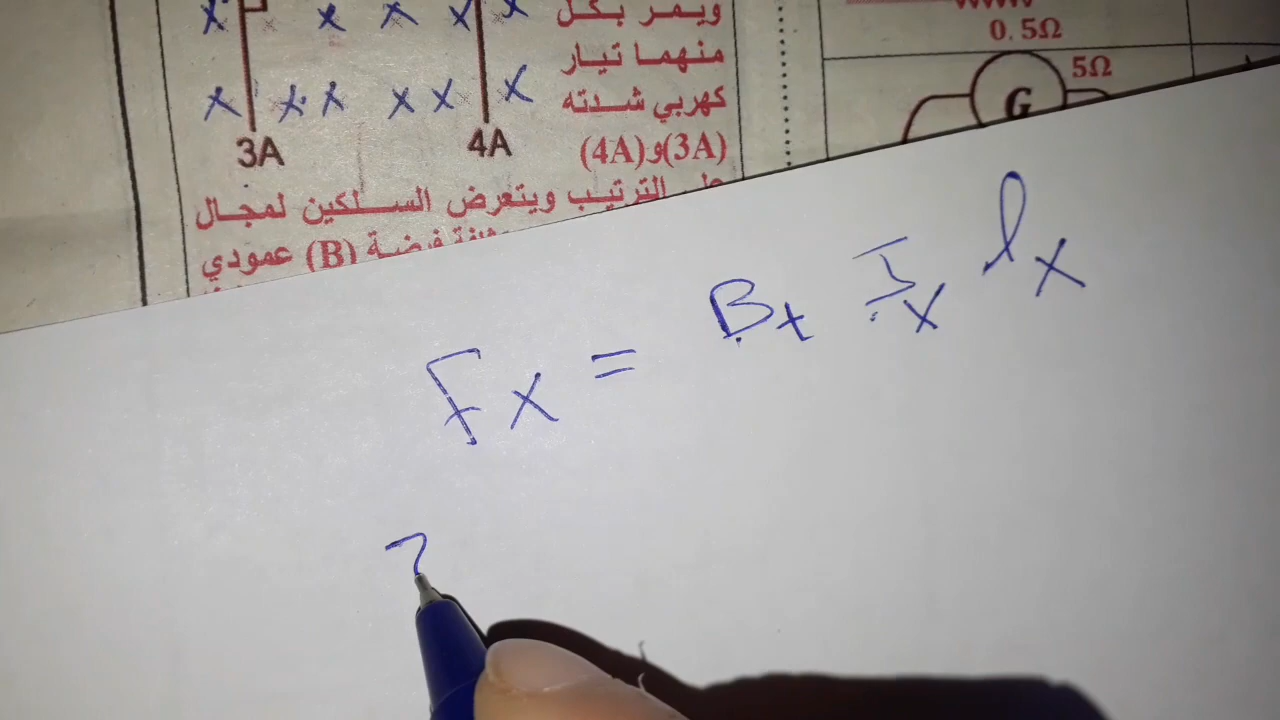 ويمر بكل
منهما تيار
كهربي شدته
(3A)و(4A)
الترتيب ويتعرض السلكين لمجال
(B) عمودي
3A
4A
0.5Ω
5Ω
G
Fx = Bt Ix lx